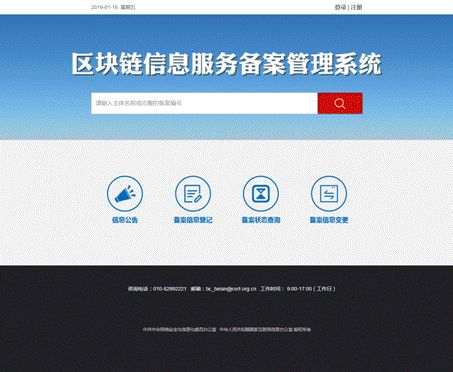 2019-01-18 星期五
登录 | 注册
区块链信息服务备案管理系统
请输入主体名称或完整的备案编号
信息公告
备案信息登记
备案状态查询
备案信息变更
咨询电话：010-82992221 邮箱：bc_beian@cert.org.cn 工作时间： 9:00-17:00（工作日）
中共中央网络安全和信息化委员会办公室 中华人民共和国国家互联网信息办公室 版权所有